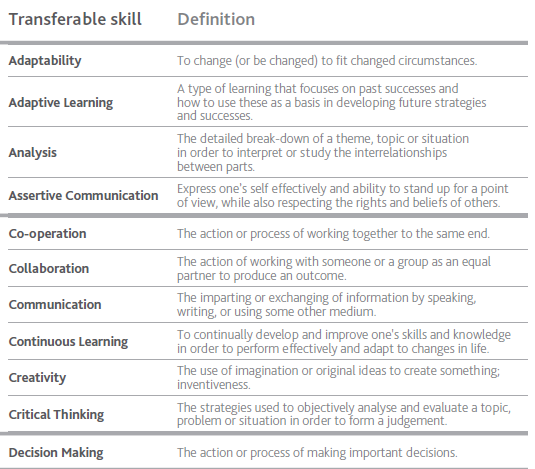 Transferable skill Definition
Adaptability To change (or be changed) to fit changed circumstances.
Adaptive Learning
A type of learning that focuses on past successes and
how to use these as a basis in developing future strategies
and successes.
Analysis
The detailed break-down of a theme, topic or situation
in order to interpret or study the interrelationships
between parts.
Assertive Communication
Express one's self effectively and ability to stand up for a point
of view, while also respecting the rights and beliefs of others.
Co-operation The action or process of working together to the same end.
Collaboration
The action of working with someone or a group as an equal
partner to produce an outcome.
Communication
The imparting or exchanging of information by speaking,
writing, or using some other medium.
Continuous Learning
To continually develop and improve one's skills and knowledge
in order to perform effectively and adapt to changes in life.
Creativity
The use of imagination or original ideas to create something;
inventiveness.
Critical Thinking
The strategies used to objectively analyse and evaluate a topic,
problem or situation in order to form a judgement.
Decision Making The action or process of making important decisions.